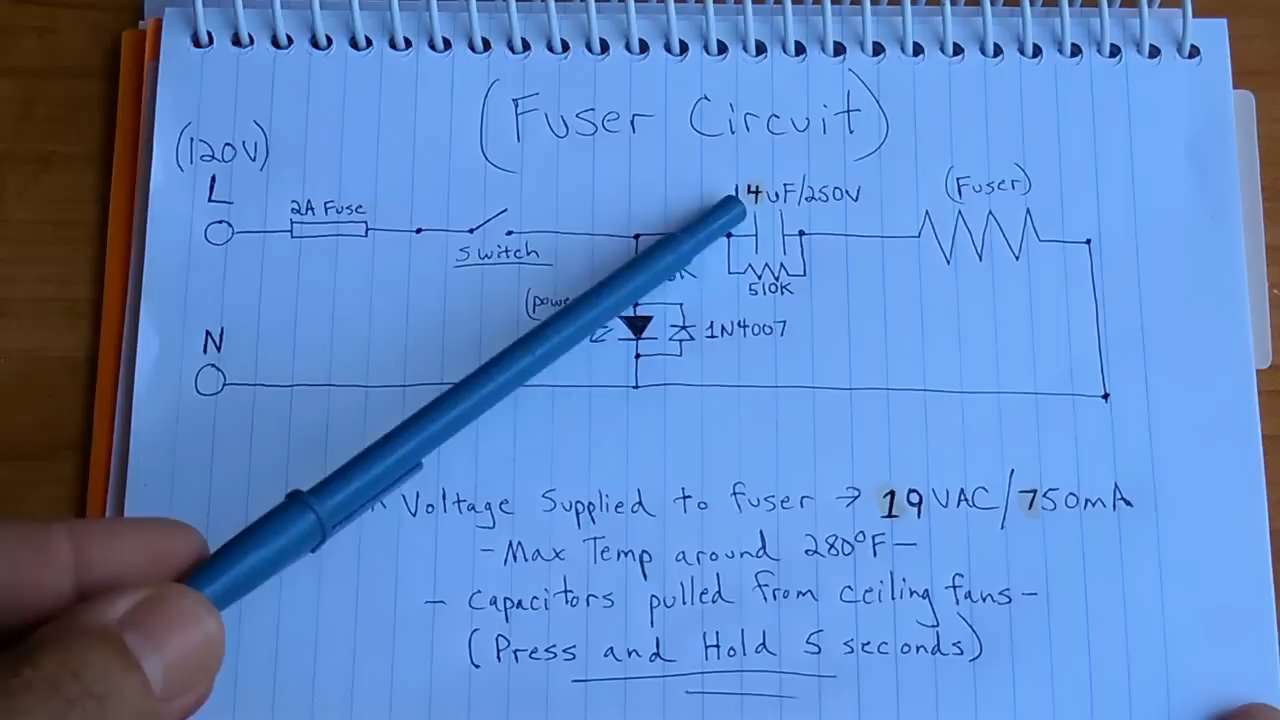 (Fuser Circuit)
(120V)
L
2A Fuse
Switch
4uF/250V
(Fuser)
510K
N
1N4007
Voltage Supplied to fuser → 19VAC/750mA
-Max Temp around 280°F-
- Capacitors pulled from ceiling fans-
(Press and Hold 5 seconds)